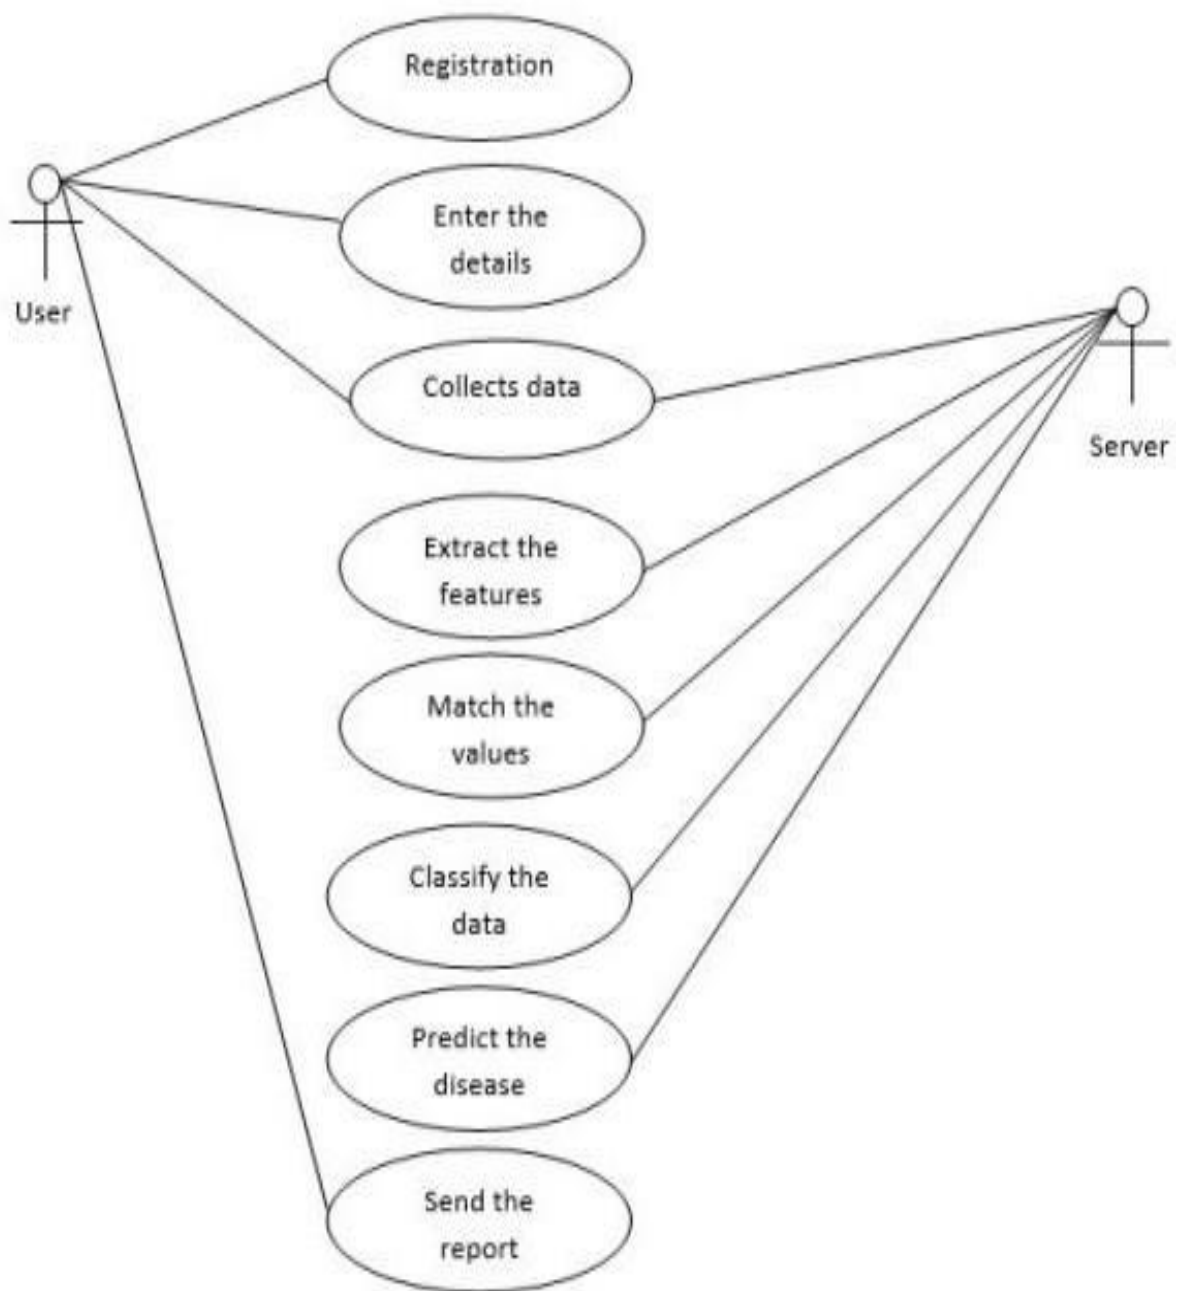 Registration
Enter the
details
User
Collects data
Server
Extract the
features
Match the
values
Classify the
data
Predict the
disease
Send the
report